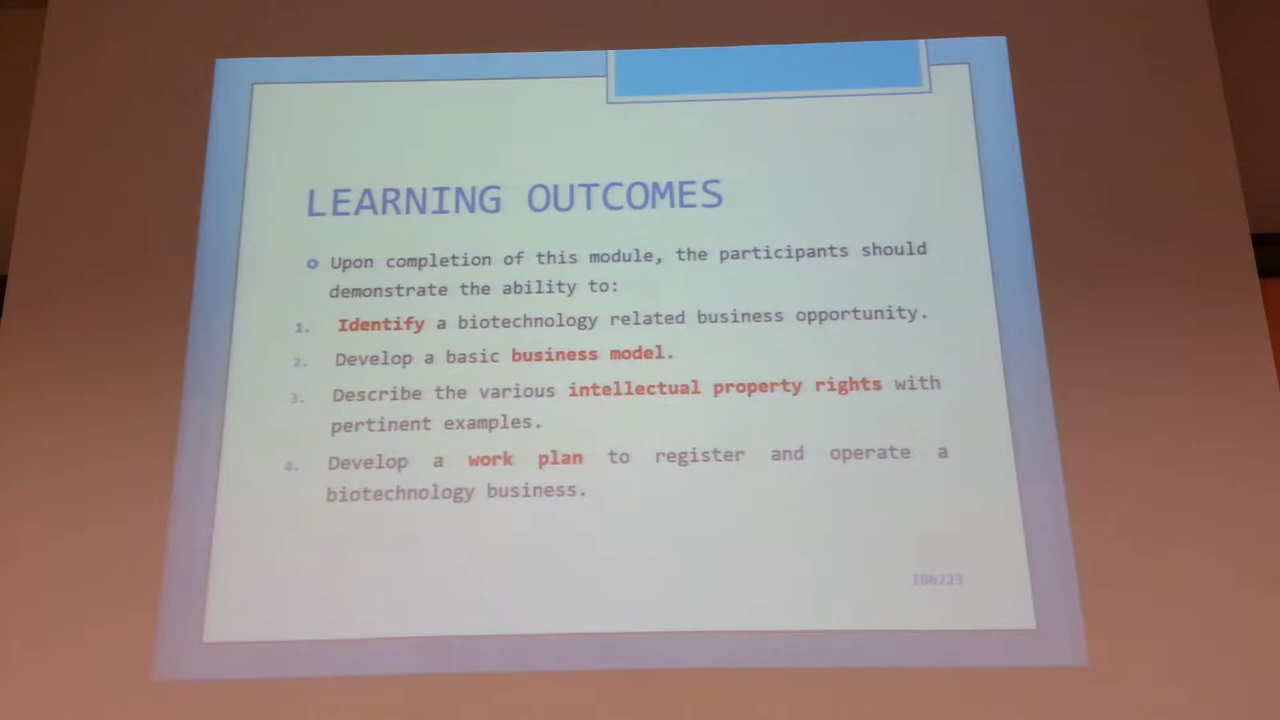 LEARNING OUTCOMES
Upon completion of this module, the participants should
demonstrate the ability to:
1. Identify a biotechnology related business opportunity.
2. Develop a basic business model.
3. Describe the various intellectual property rights with
pertinent examples.
4. Develop a work plan to register and operate a
biotechnology business.
IB6223